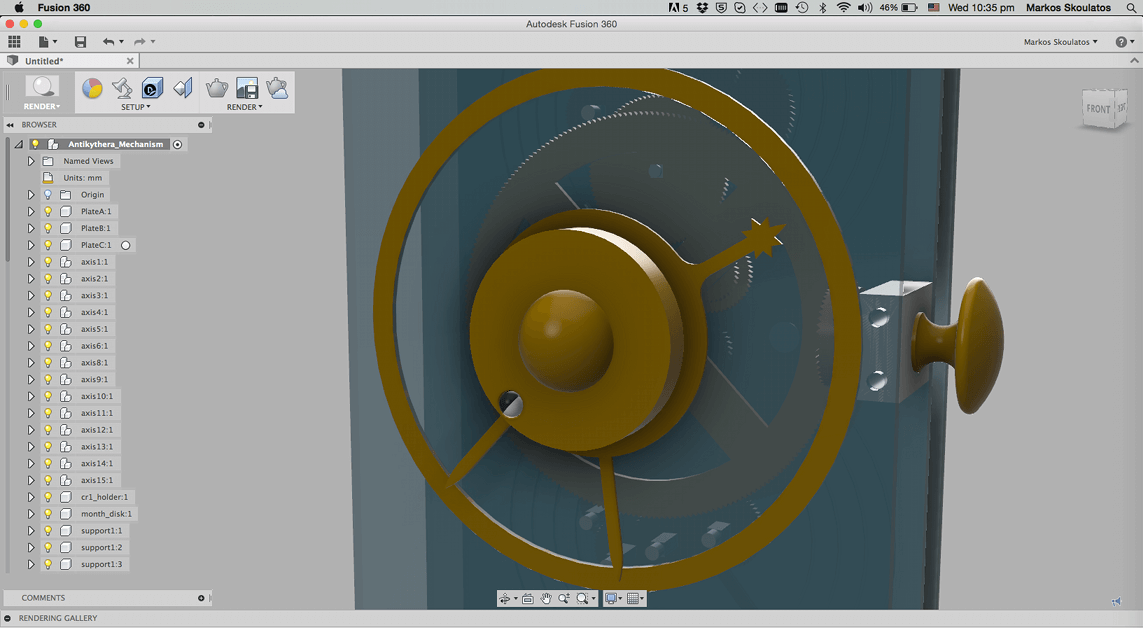 Fusion 360
5
46%
Wed 10:35 pm
Markos Skoulatos
Autodesk Fusion 360
Markos Skoulatos
?
Untitled*
RENDER
SETUP
RENDER
BROWSER
Antikythera_Mechanism
Named Views
Units: mm
Origin
PlateA:1
PlateB:1
PlateC:1
axis1:1
axis2:1
axis3:1
axis4:1
axis5:1
axis6:1
axis8:1
axis9:1
axis10:1
axis11:1
axis12:1
axis13:1
axis14:1
axis15:1
cr1_holder:1
month_disk:1
support1:1
support1:2
support1:3
FRONT
COMMENTS
RENDERING GALLERY